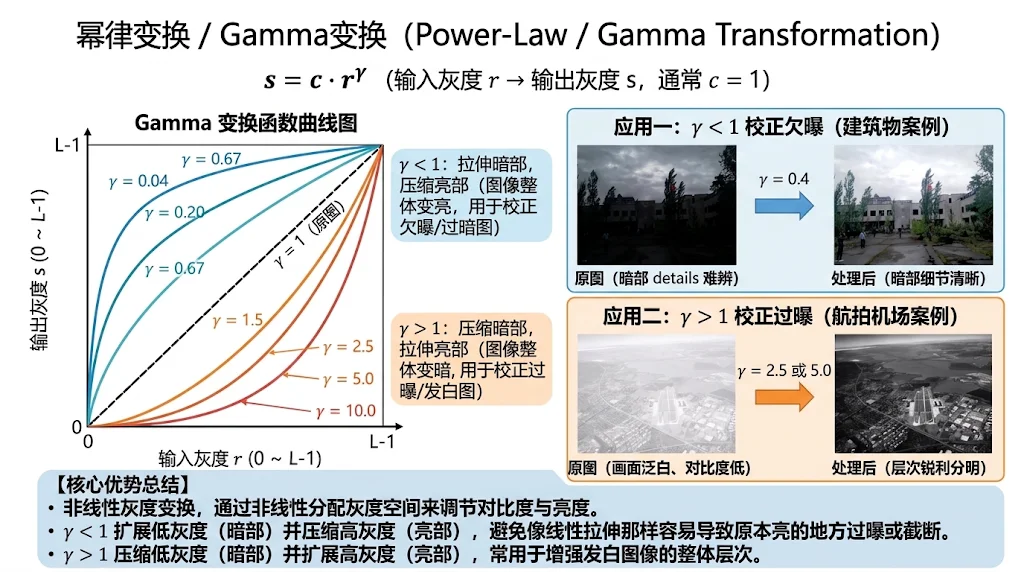 幂律变换 / Gamma变换（Power-Law / Gamma Transformation）
s = c · r^γ （输入灰度 r → 输出灰度 s，通常 c = 1）
Gamma 变换函数曲线图
L-1
γ = 0.67
γ = 0.04
γ = 0.20
γ = 0.67
γ = 1（原图）
γ = 1.5
γ = 2.5
γ = 5.0
γ = 10.0
输出灰度 s (0 ~ L-1)
0
0
L-1
输入灰度 r (0 ~ L-1)
γ < 1：拉伸暗部，
压缩亮部（图像整
体变亮，用于校正
欠曝/过暗图）
γ > 1：压缩暗部，
拉伸亮部（图像整
体变暗, 用于校正过
曝/发白图）
应用一：γ < 1 校正欠曝（建筑物案例）
γ = 0.4
原图（暗部 details 难辨）
处理后（暗部细节清晰）
应用二：γ > 1 校正过曝（航拍机场案例）
γ = 2.5 或 5.0
原图（画面泛白、对比度低）
处理后（层次锐利分明）
【核心优势总结】
• 非线性灰度变换，通过非线性分配灰度空间来调节对比度与亮度。
• γ < 1 扩展低灰度（暗部）并压缩高灰度（亮部），避免像线性拉伸那样容易导致原本亮的地方过曝或截断。
• γ > 1 压缩低灰度（暗部）并扩展高灰度（亮部），常用于增强发白图像的整体层次。